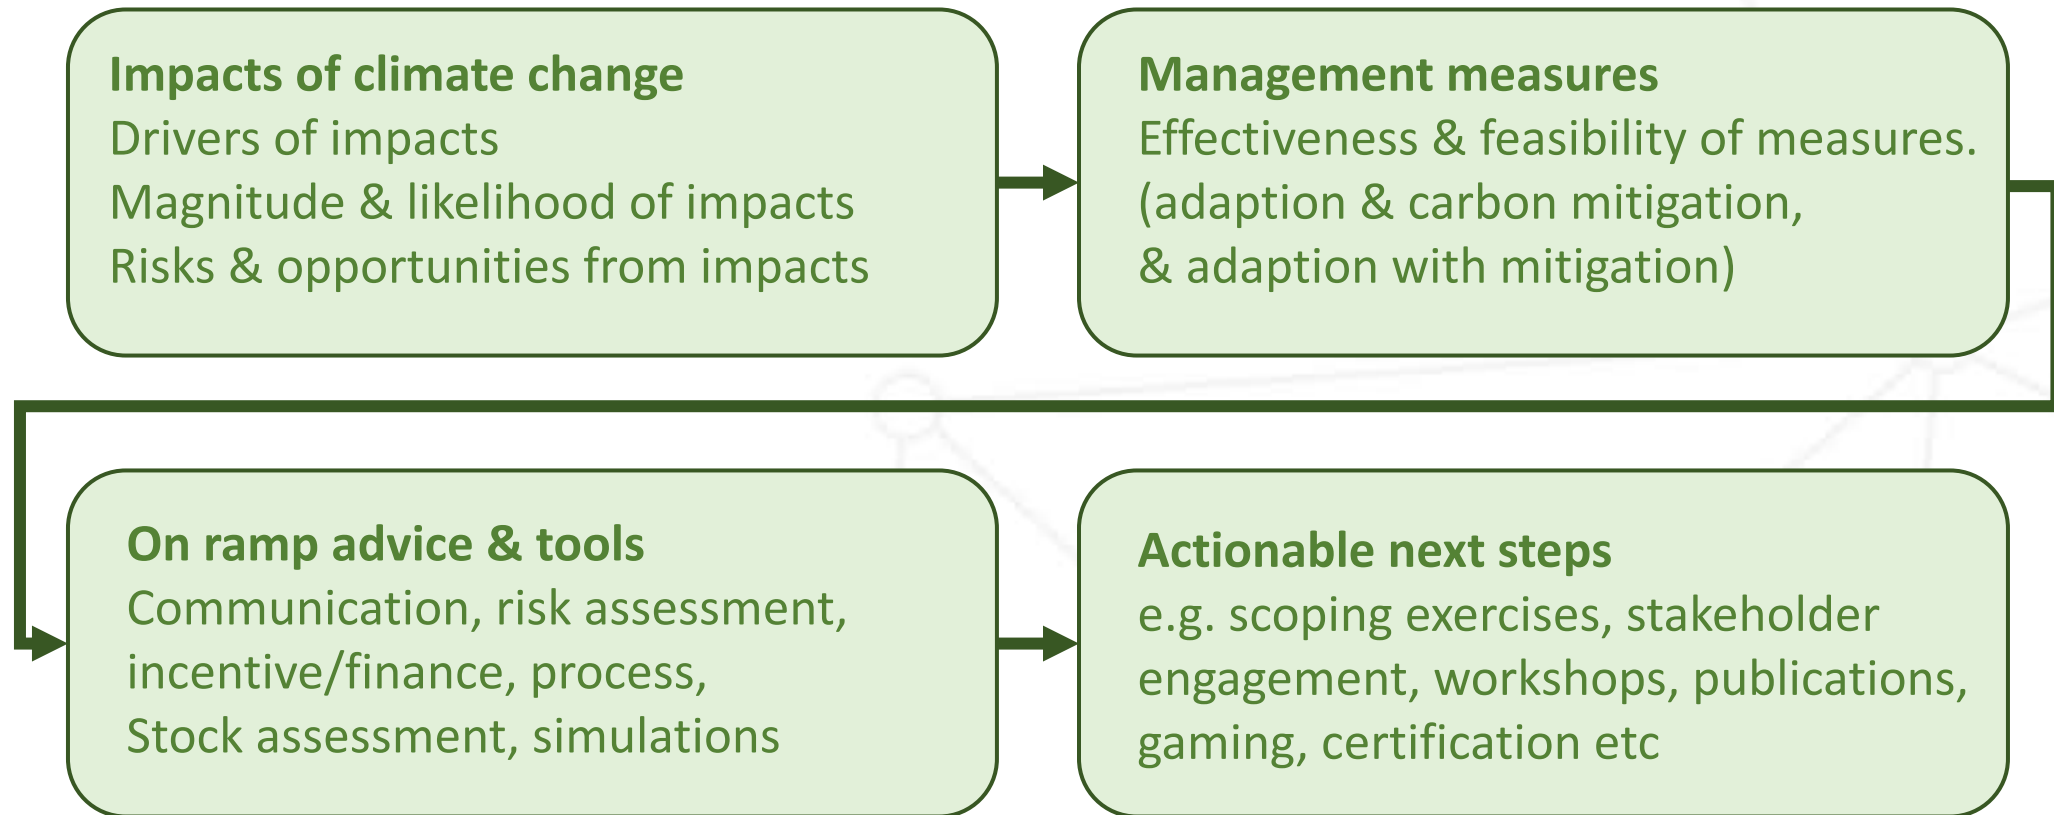 Impacts of climate change
Drivers of impacts
Magnitude & likelihood of impacts
Risks & opportunities from impacts
Management measures
Effectiveness & feasibility of measures.
(adaption & carbon mitigation,
& adaption with mitigation)
On ramp advice & tools
Communication, risk assessment,
incentive/finance, process,
Stock assessment, simulations
Actionable next steps
e.g. scoping exercises, stakeholder
engagement, workshops, publications,
gaming, certification etc